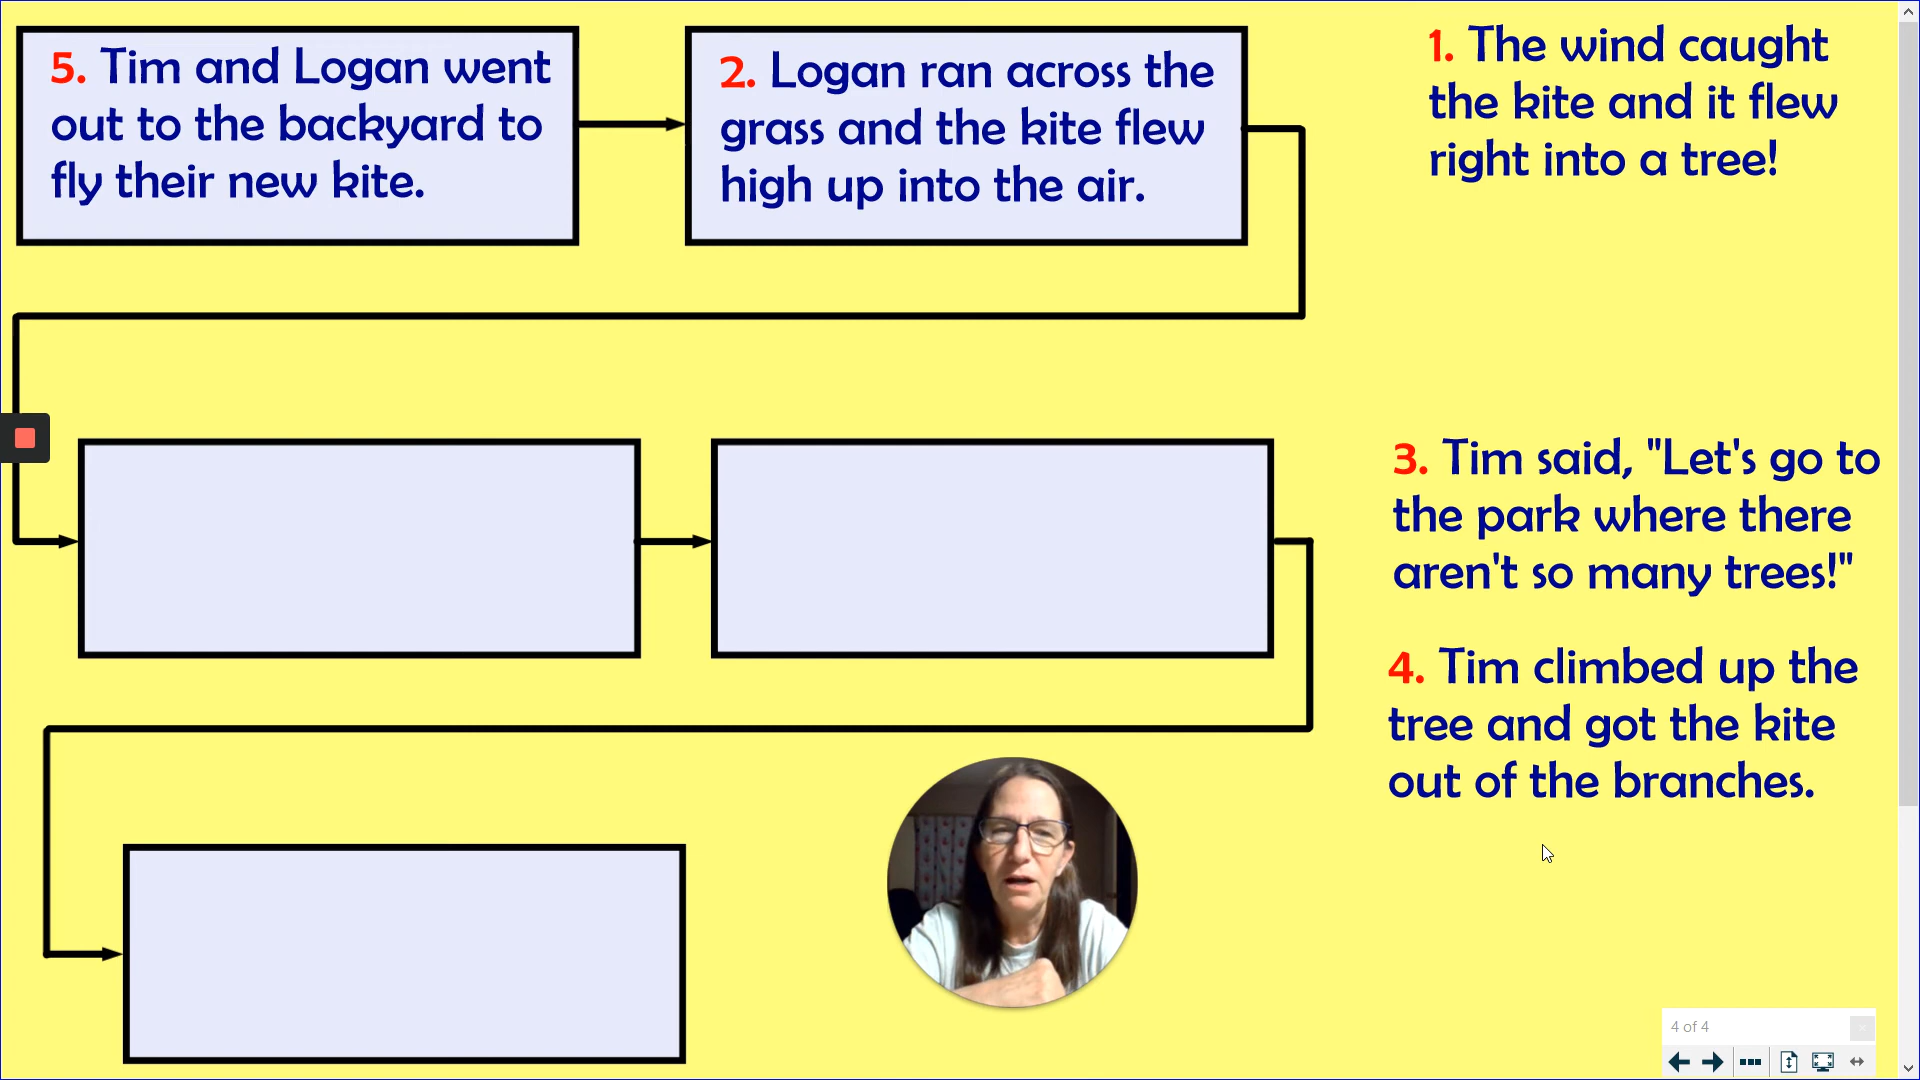 5. Tim and Logan went
out to the backyard to
fly their new kite.
2. Logan ran across the
grass and the kite flew
high up into the air.
1. The wind caught
the kite and it flew
right into a tree!
3. Tim said, "Let's go to
the park where there
aren't so many trees!"
4. Tim climbed up the
tree and got the kite
out of the branches.
4 of 4